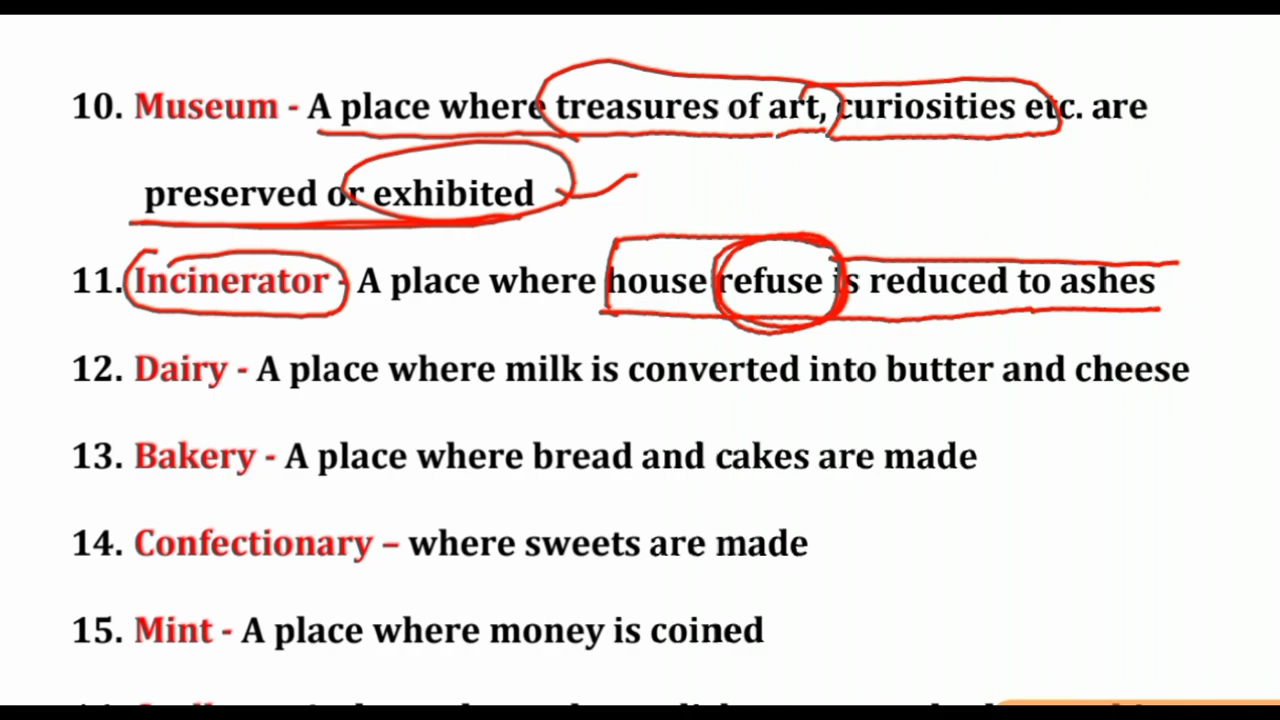 10. Museum - A place where treasures of art, curiosities etc. are
preserved or exhibited
11. Incinerator - A place where house refuse is reduced to ashes
12. Dairy - A place where milk is converted into butter and cheese
13. Bakery - A place where bread and cakes are made
14. Confectionary – where sweets are made
15. Mint - A place where money is coined